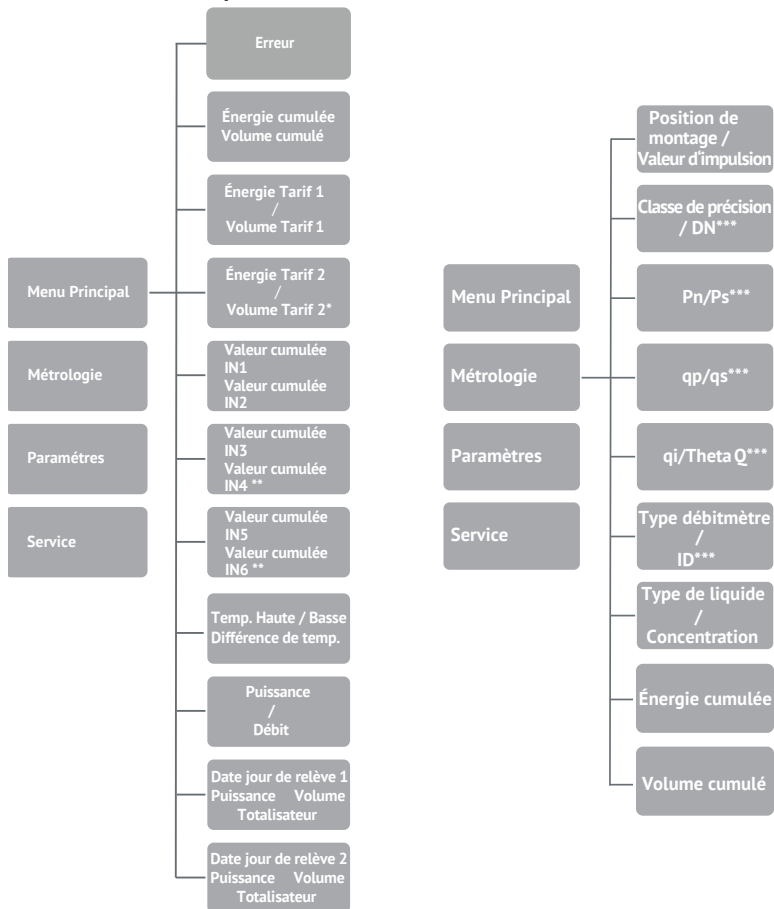 Erreur
Énergie cumulée
Volume cumulé
Énergie Tarif 1
/
Volume Tarif 1
Énergie Tarif 2
/
Volume Tarif 2*
Valeur cumulée
IN1
Valeur cumulée
IN2
Valeur cumulée
IN3
Valeur cumulée
IN4 **
Valeur cumulée
IN5
Valeur cumulée
IN6 **
Temp. Haute / Basse
Différence de temp.
Puissance
/
Débit
Date jour de relève 1
Puissance Volume
Totalisateur
Date jour de relève 2
Puissance Volume
Totalisateur
Menu Principal
Métrologie
Paramétres
Service
Menu Principal
Métrologie
Paramètres
Service
Position de
montage /
Valeur d'impulsion
Classe de précision
/ DN***
Pn/Ps***
qp/qs***
qi/Theta Q***
Type débitmètre
/
ID***
Type de liquide
/
Concentration
Énergie cumulée
Volume cumulé